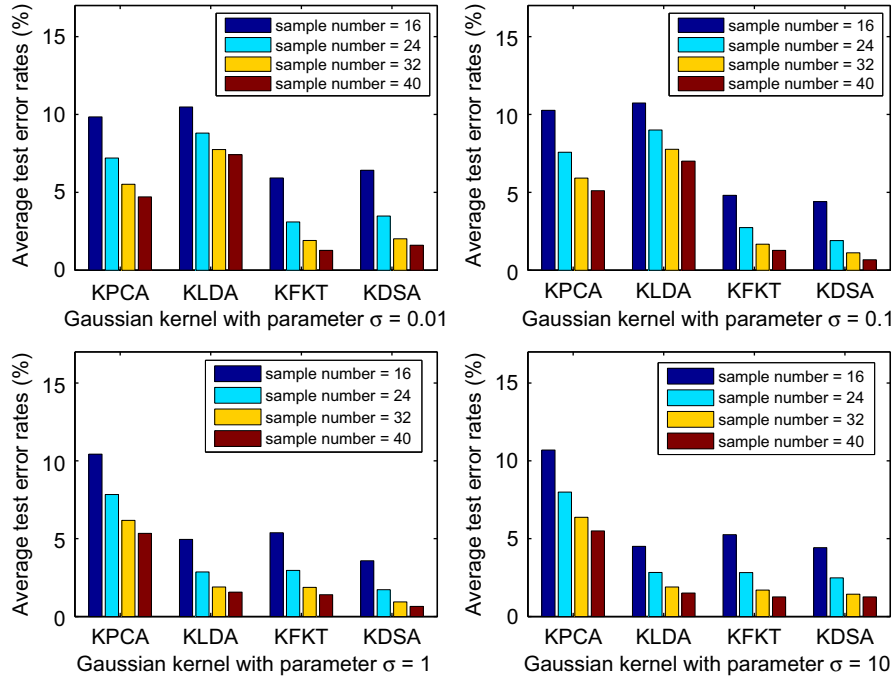 Average test error rates (%)
15
10
5
0
sample number = 16
sample number = 24
sample number = 32
sample number = 40
KPCA KLDA KFKT KDSA
Gaussian kernel with parameter σ = 0.01
Average test error rates (%)
15
10
5
0
sample number = 16
sample number = 24
sample number = 32
sample number = 40
KPCA KLDA KFKT KDSA
Gaussian kernel with parameter σ = 0.1
Average test error rates (%)
15
10
5
0
sample number = 16
sample number = 24
sample number = 32
sample number = 40
KPCA KLDA KFKT KDSA
Gaussian kernel with parameter σ = 1
Average test error rates (%)
15
10
5
0
sample number = 16
sample number = 24
sample number = 32
sample number = 40
KPCA KLDA KFKT KDSA
Gaussian kernel with parameter σ = 10